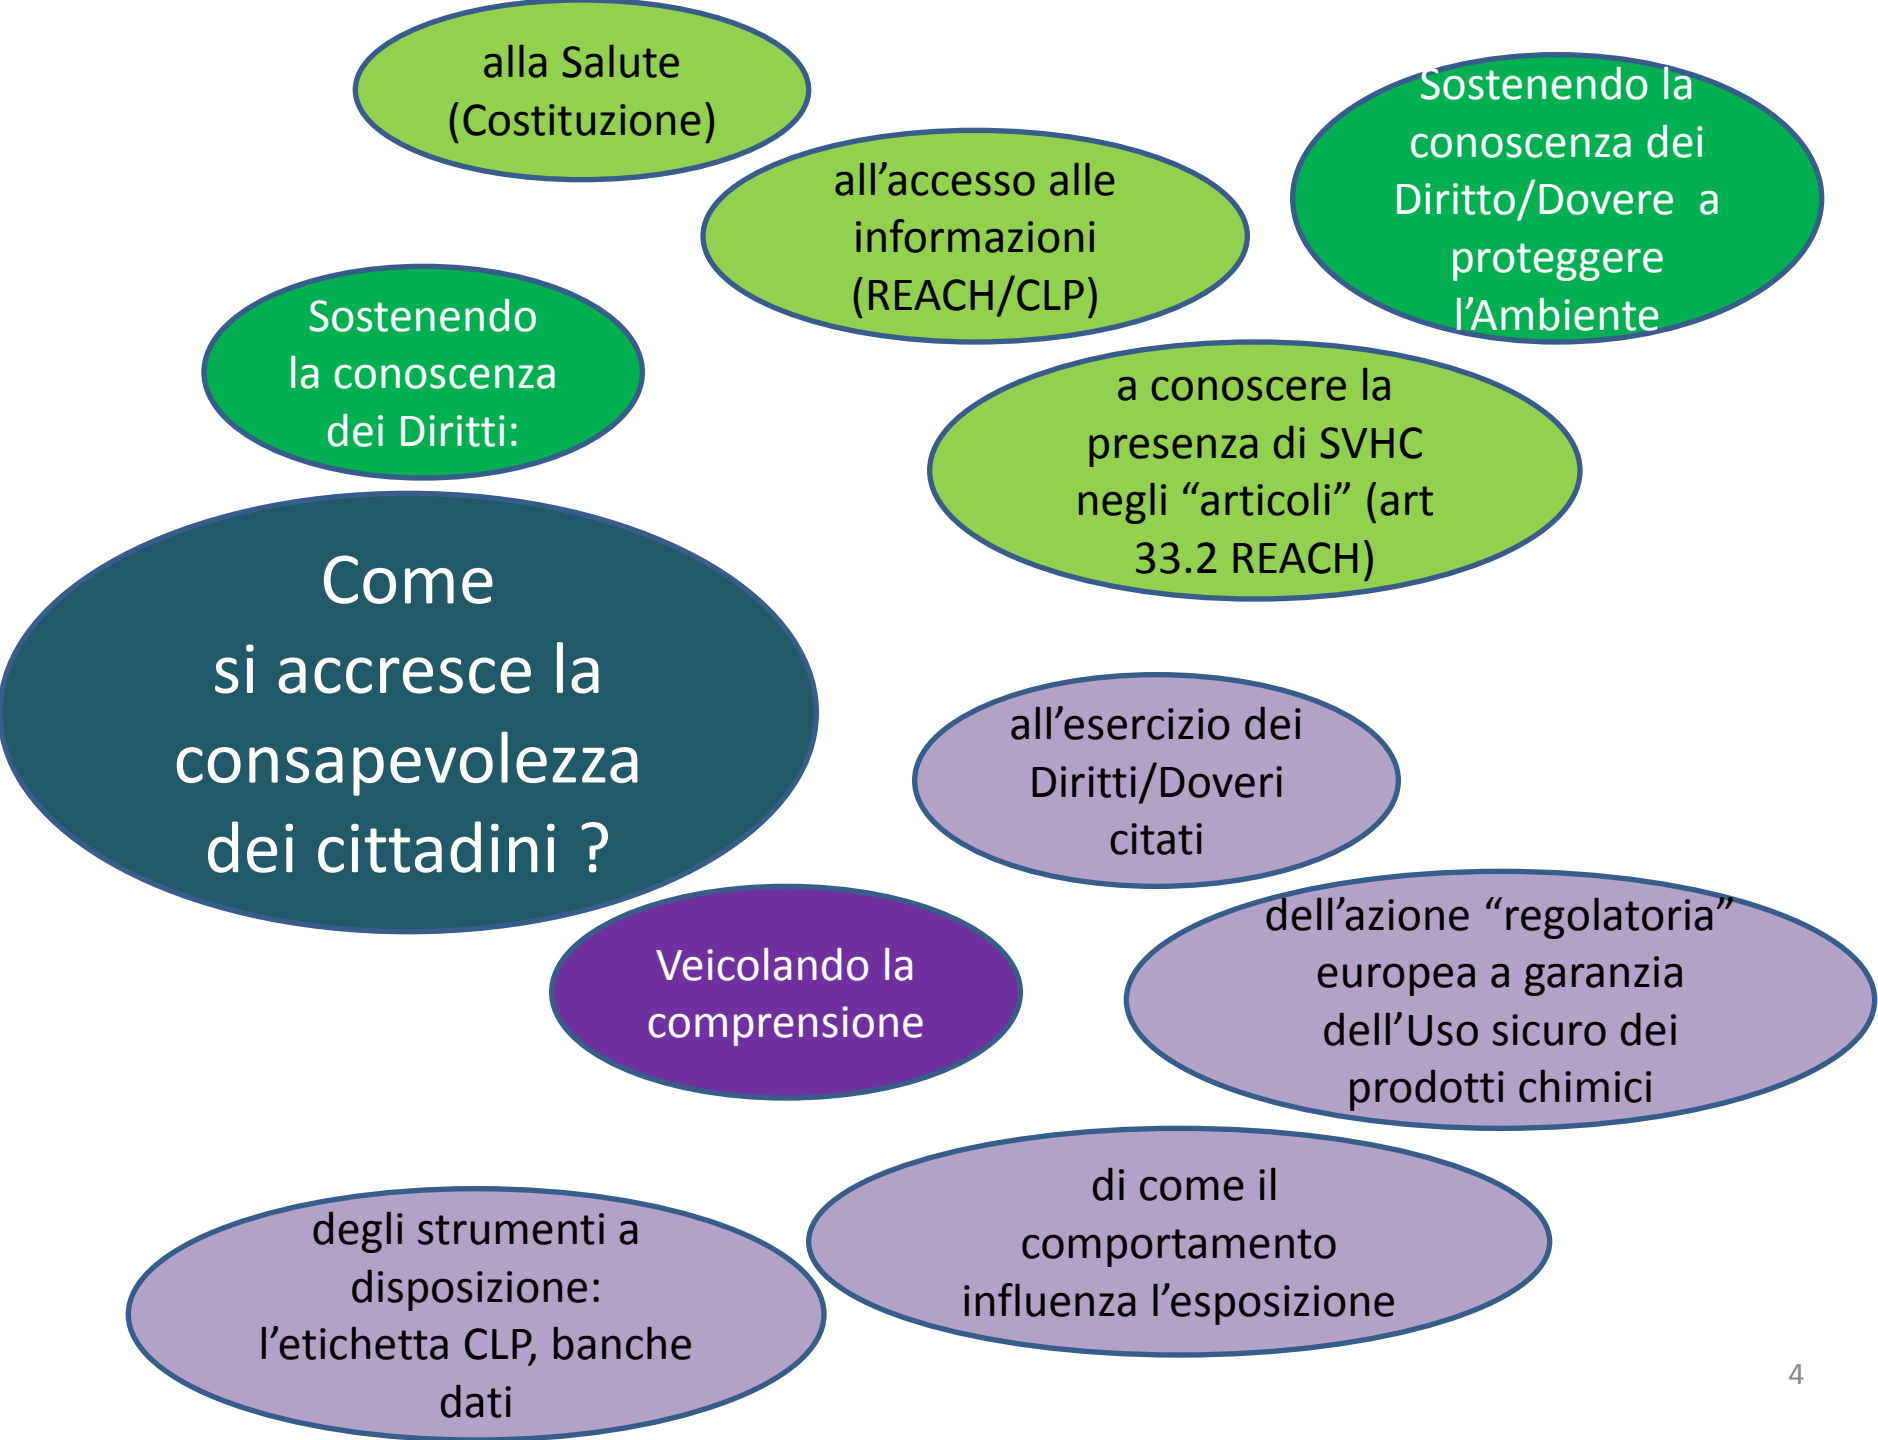 alla Salute
(Costituzione)
all’accesso alle
informazioni
(REACH/CLP)
Sostenendo la
conoscenza dei
Diritto/Dovere  a
proteggere
l’Ambiente
Sostenendo
la conoscenza
dei Diritti:
a conoscere la
presenza di SVHC
negli “articoli” (art
33.2 REACH)
Come
si accresce la
consapevolezza
dei cittadini ?
all’esercizio dei
Diritti/Doveri
citati
Veicolando la
comprensione
dell’azione “regolatoria”
europea a garanzia
dell’Uso sicuro dei
prodotti chimici
di come il
comportamento
influenza l’esposizione
degli strumenti a
disposizione:
l’etichetta CLP, banche
dati
4